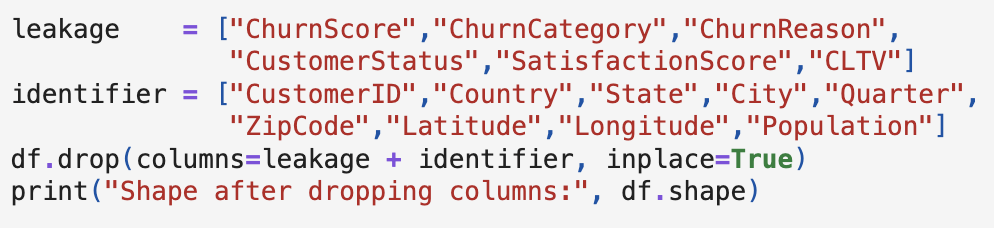 leakage    = ["ChurnScore","ChurnCategory","ChurnReason",
              "CustomerStatus","SatisfactionScore","CLTV"]
identifier = ["CustomerID","Country","State","City","Quarter",
              "ZipCode","Latitude","Longitude","Population"]
df.drop(columns=leakage + identifier, inplace=True)
print("Shape after dropping columns:", df.shape)